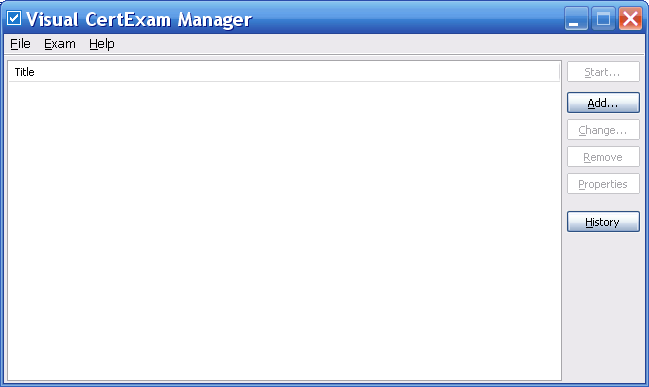 Visual CertExam Manager
File Exam Help
Title
Start...
Add...
Change...
Remove
Properties
History